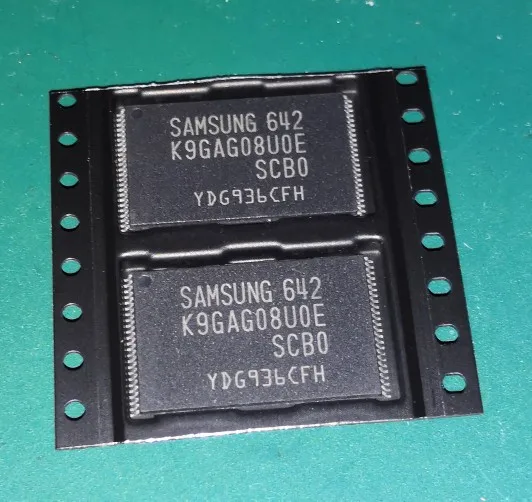 SAMSUNG 642
K9GAG08U0E
SCB0
YDG936CFH
SAMSUNG 642
K9GAG08U0E
SCB0
YDG936CFH